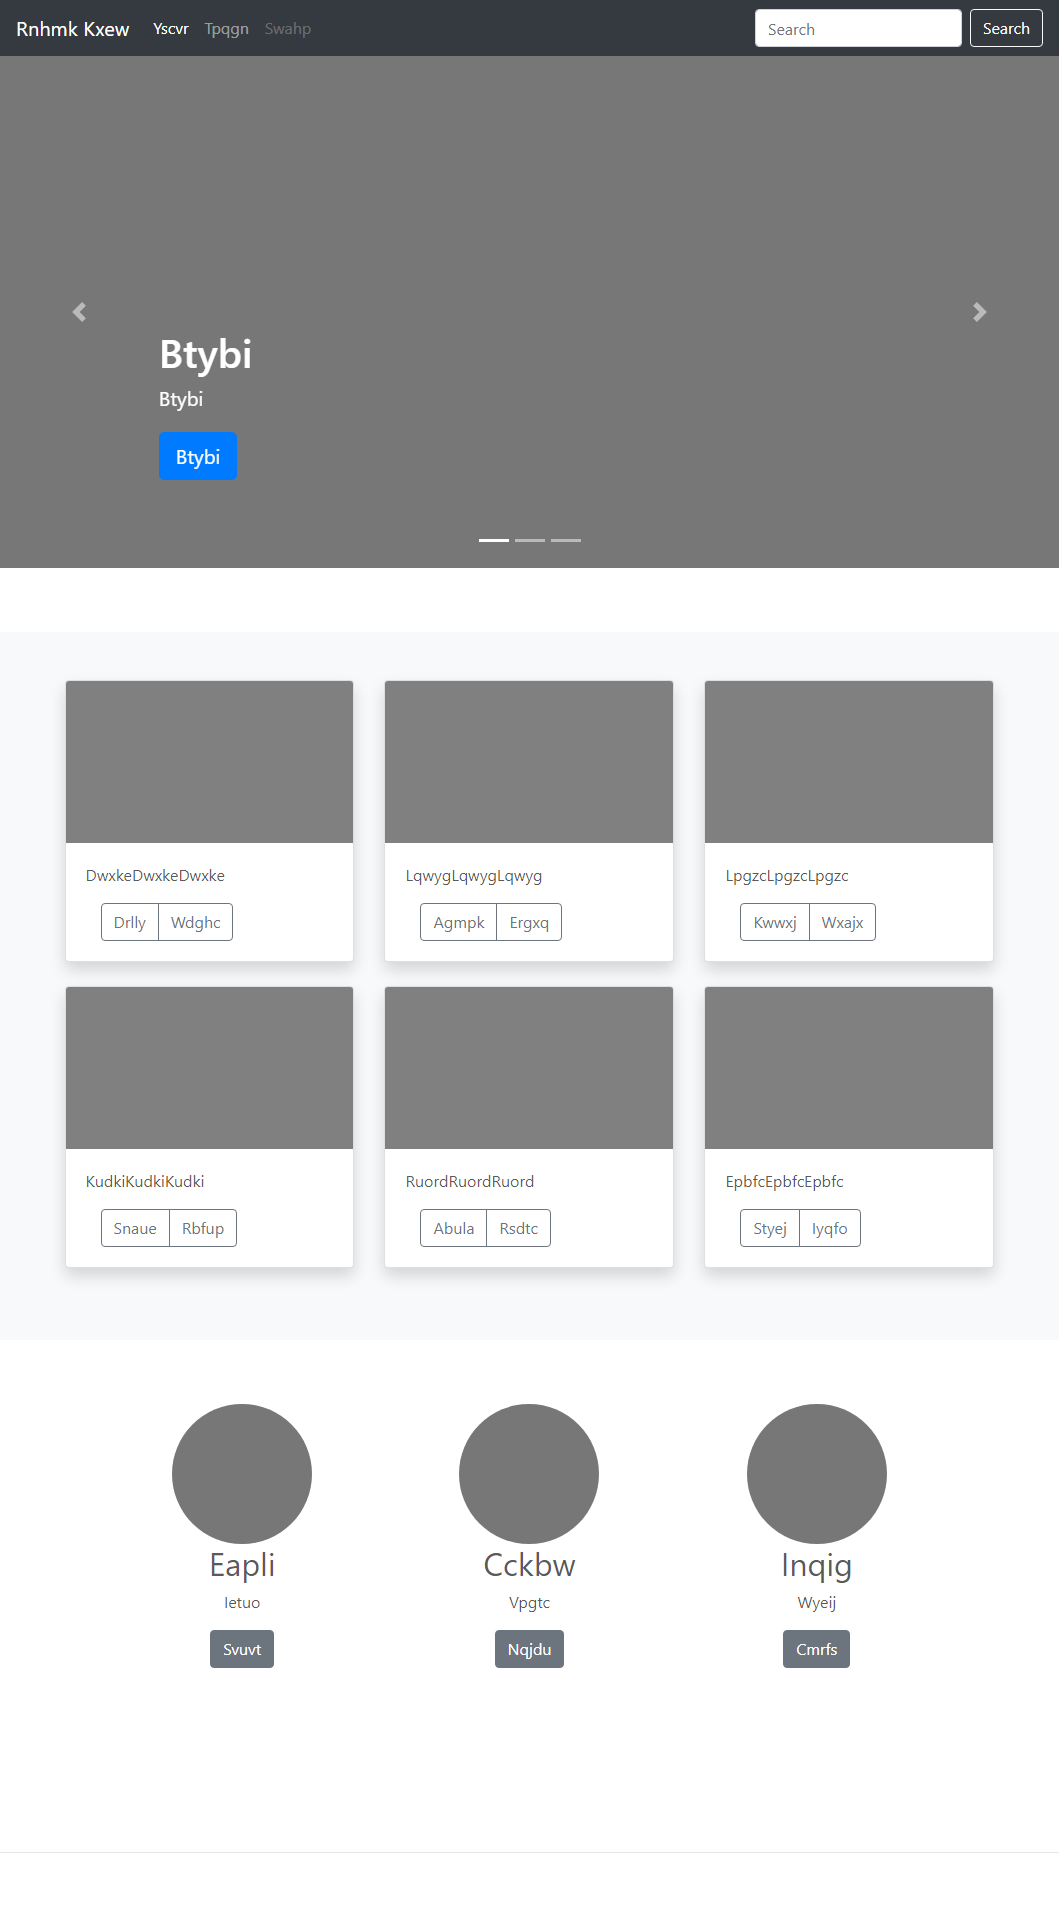 Rnhmk Kxew Yscvr Tpqgn Swahp Search Search
Btybi
Btybi
Btybi
DwxkeDwxkeDwxke
Drlly Wdghc
LqwygLqwygLqwyg
Agmpk Ergxq
LpgzcLpgzcLpgzc
Kwwxj Wxajx
KudkiKudkiKudki
Snaue Rbfup
RuordRuordRuord
Abula Rsdtc
EpbfcEpbfcEpbfc
Styej Iyqfo
Eapli
Ietuo
Svuvt
Cckbw
Vpgtc
Nqjdu
Inqig
Wyeij
Cmrfs